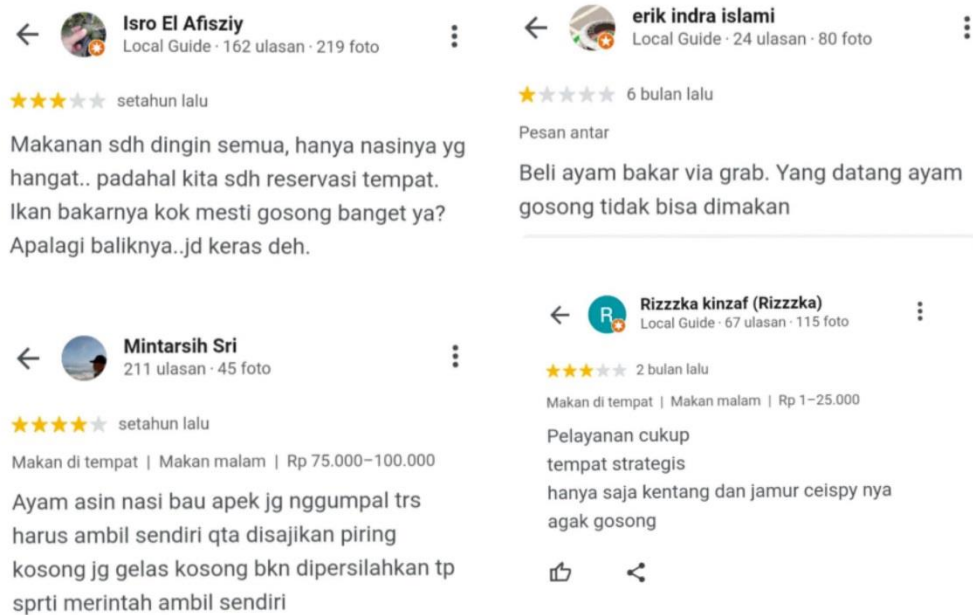 Isro El Afisziy
Local Guide · 162 ulasan · 219 foto
setahun lalu
Makanan sdh dingin semua, hanya nasinya yg
hangat.. padahal kita sdh reservasi tempat.
Ikan bakarnya kok mesti gosong banget ya?
Apalagi baliknya..jd keras deh.
Mintarsih Sri
211 ulasan · 45 foto
setahun lalu
Makan di tempat | Makan malam | Rp 75.000–100.000
Ayam asin nasi bau apek jg nggumpal trs
harus ambil sendiri qta disajikan piring
kosong jg gelas kosong bkn dipersilahkan tp
sprti merintah ambil sendiri
erik indra islami
Local Guide · 24 ulasan · 80 foto
6 bulan lalu
Pesan antar
Beli ayam bakar via grab. Yang datang ayam
gosong tidak bisa dimakan
R
Rizzzka kinzaf (Rizzzka)
Local Guide · 67 ulasan · 115 foto
2 bulan lalu
Makan di tempat | Makan malam | Rp 1–25.000
Pelayanan cukup
tempat strategis
hanya saja kentang dan jamur ceispy nya
agak gosong